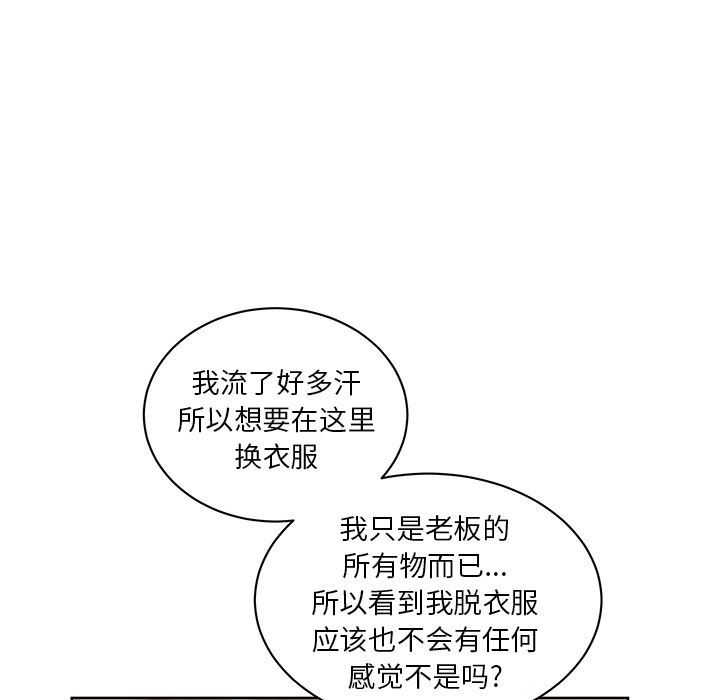 我流了好多汗
所以想要在这里
换衣服
我只是老板的
所有物而已...
所以看到我脱衣服
应该也不会有任何
感觉不是吗?